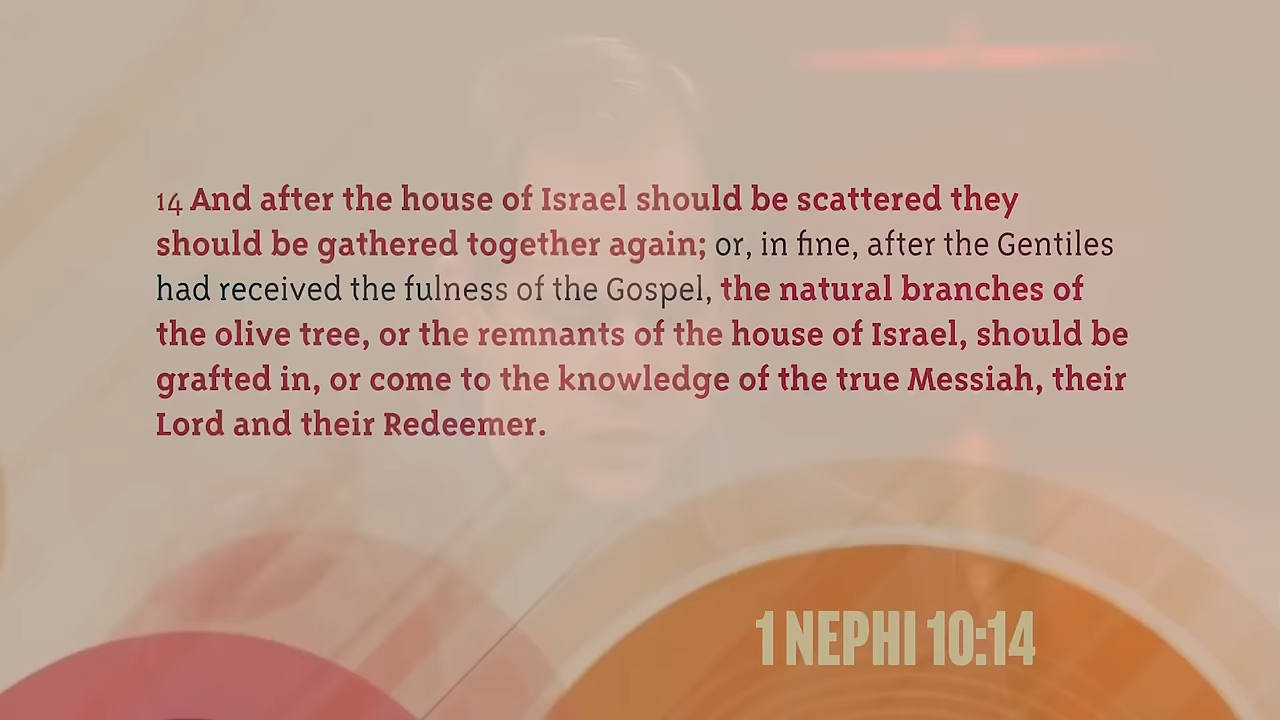 14 And after the house of Israel should be scattered they
should be gathered together again; or, in fine, after the Gentiles
had received the fulness of the Gospel, the natural branches of
the olive tree, or the remnants of the house of Israel, should be
grafted in, or come to the knowledge of the true Messiah, their
Lord and their Redeemer.
1 NEPHI 10:14